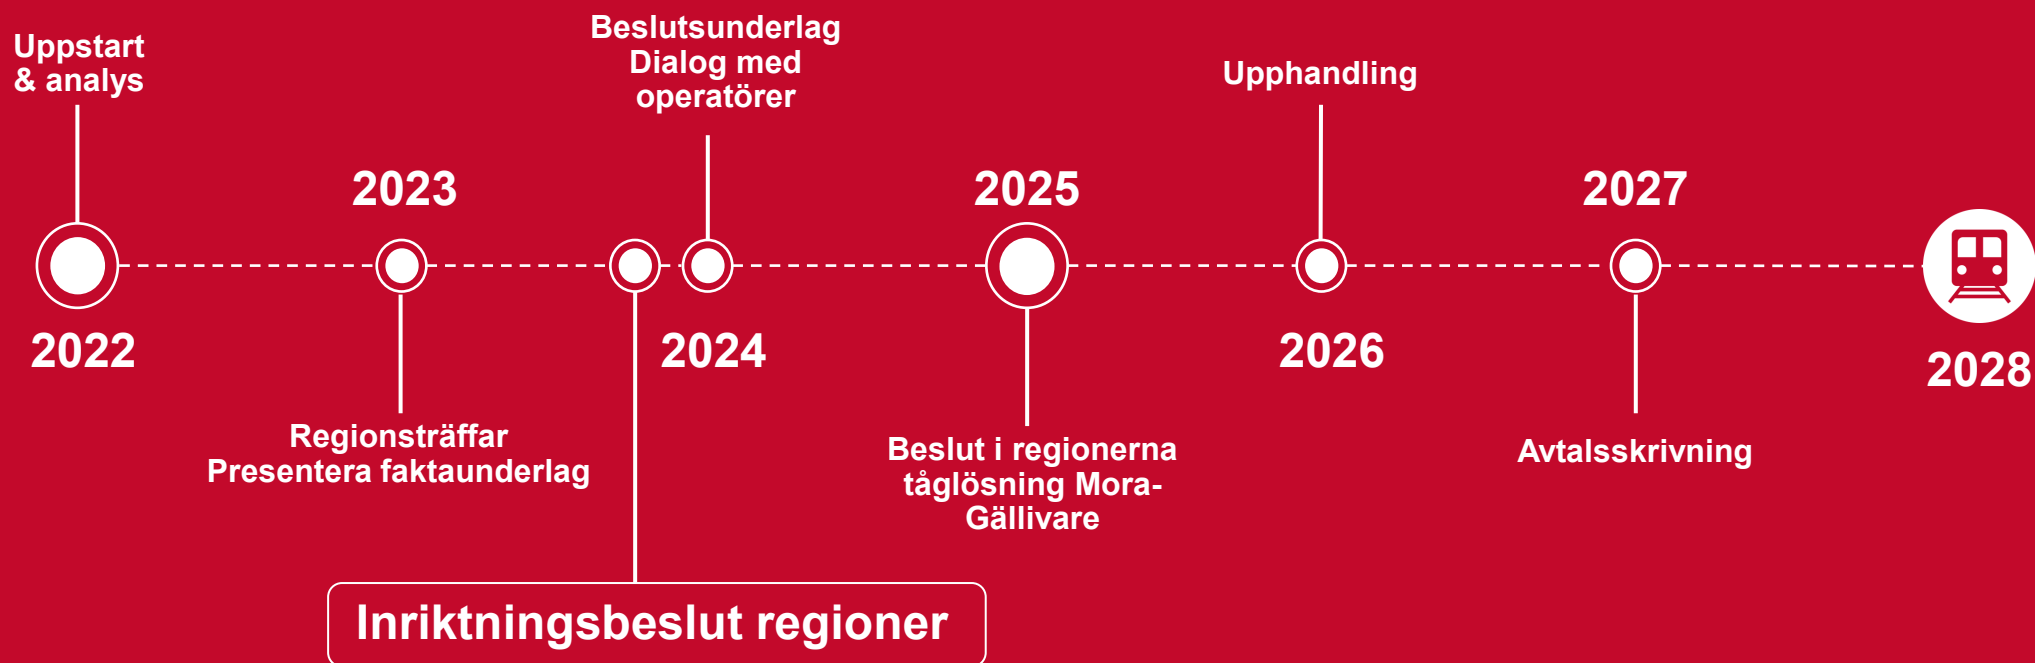 Uppstart
& analys
2022
2023
Regionsträffar
Presentera faktaunderlag
Inriktningsbeslut regioner
Beslutsunderlag
Dialog med
operatörer
2024
2025
Beslut i regionerna
tåglösning Mora-
Gällivare
Upphandling
2026
2027
Avtalsskrivning
2028